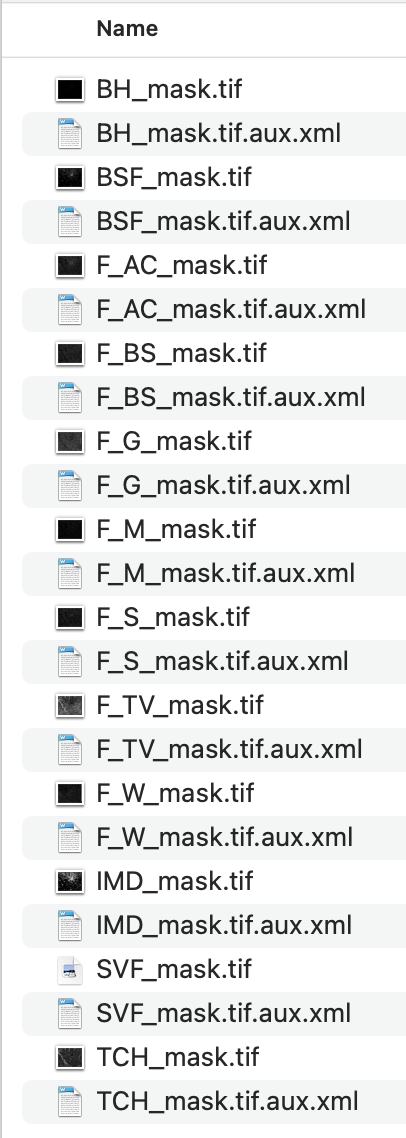 Name
BH_mask.tif
BH_mask.tif.aux.xml
BSF_mask.tif
BSF_mask.tif.aux.xml
F_AC_mask.tif
F_AC_mask.tif.aux.xml
F_BS_mask.tif
F_BS_mask.tif.aux.xml
F_G_mask.tif
F_G_mask.tif.aux.xml
F_M_mask.tif
F_M_mask.tif.aux.xml
F_S_mask.tif
F_S_mask.tif.aux.xml
F_TV_mask.tif
F_TV_mask.tif.aux.xml
F_W_mask.tif
F_W_mask.tif.aux.xml
IMD_mask.tif
IMD_mask.tif.aux.xml
SVF_mask.tif
SVF_mask.tif.aux.xml
TCH_mask.tif
TCH_mask.tif.aux.xml